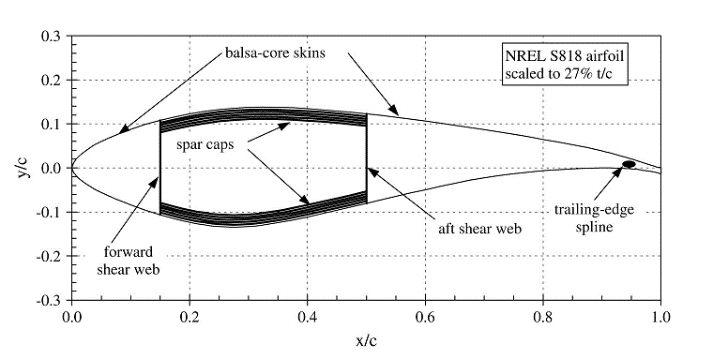 0.3
0.2
0.1
0.0
-0.1
-0.2
-0.3
y/c
balsa-core skins
NREL S818 airfoil
scaled to 27% t/c
spar caps
forward
shear web
aft shear web
trailing-edge
spline
0.0
0.2
0.4
0.6
0.8
1.0
x/c